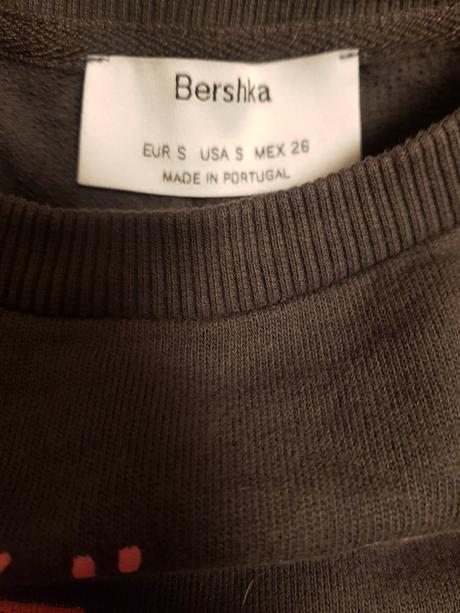 Bershka
EUR S USA S MEX 26
MADE IN PORTUGAL